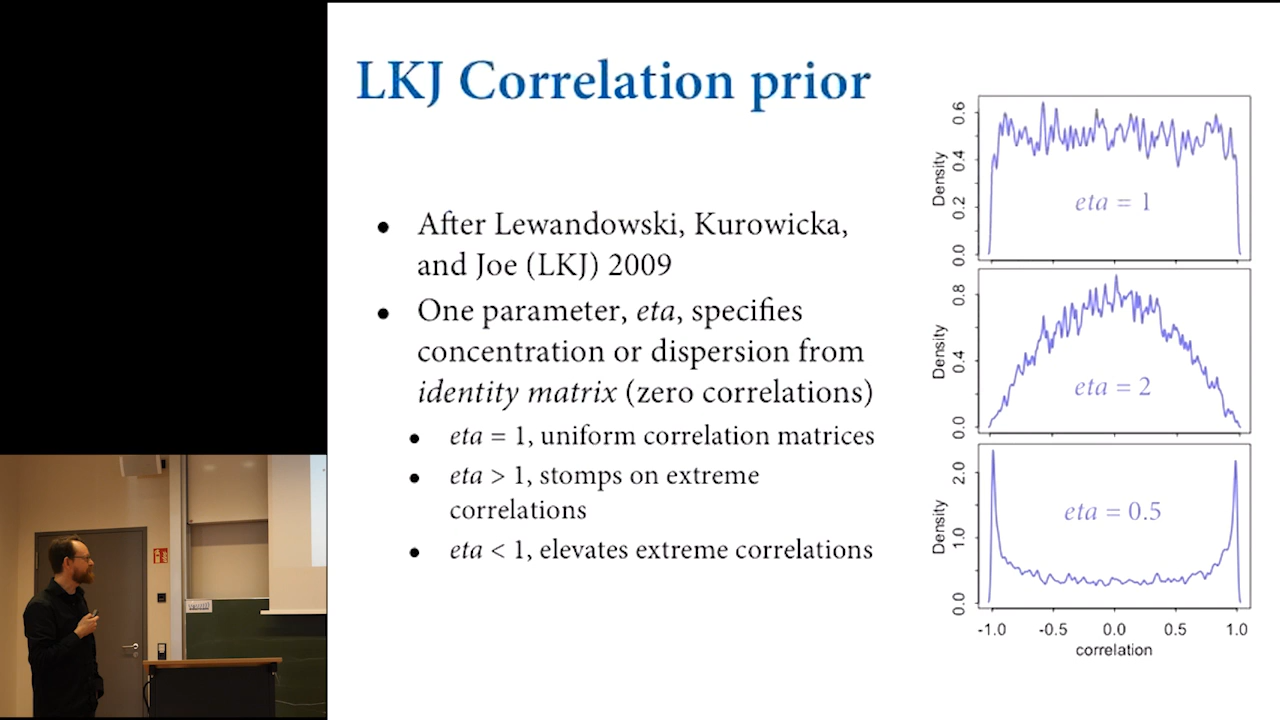 LKJ Correlation prior
• After Lewandowski, Kurowicka,
and Joe (LKJ) 2009
• One parameter, eta, specifies
concentration or dispersion from
identity matrix (zero correlations)
• eta = 1, uniform correlation matrices
• eta > 1, stomps on extreme
correlations
• eta < 1, elevates extreme correlations
Density
0.0 0.2 0.4 0.6
eta = 1
Density
0.0 0.4 0.8
eta = 2
Density
0.0 1.0 2.0
eta = 0.5
-1.0 -0.5 0.0 0.5 1.0
correlation